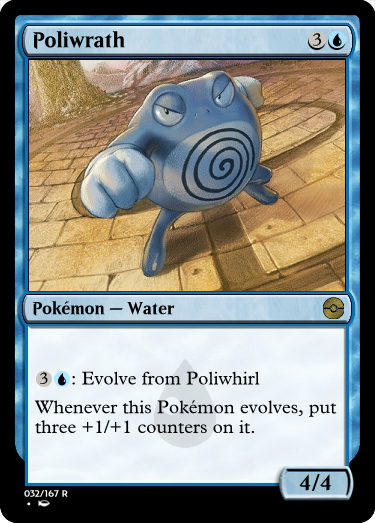 Poliwrath 3
Pokémon — Water
3: Evolve from Poliwhirl
Whenever this Pokémon evolves, put
three +1/+1 counters on it.
032/167 R
4/4